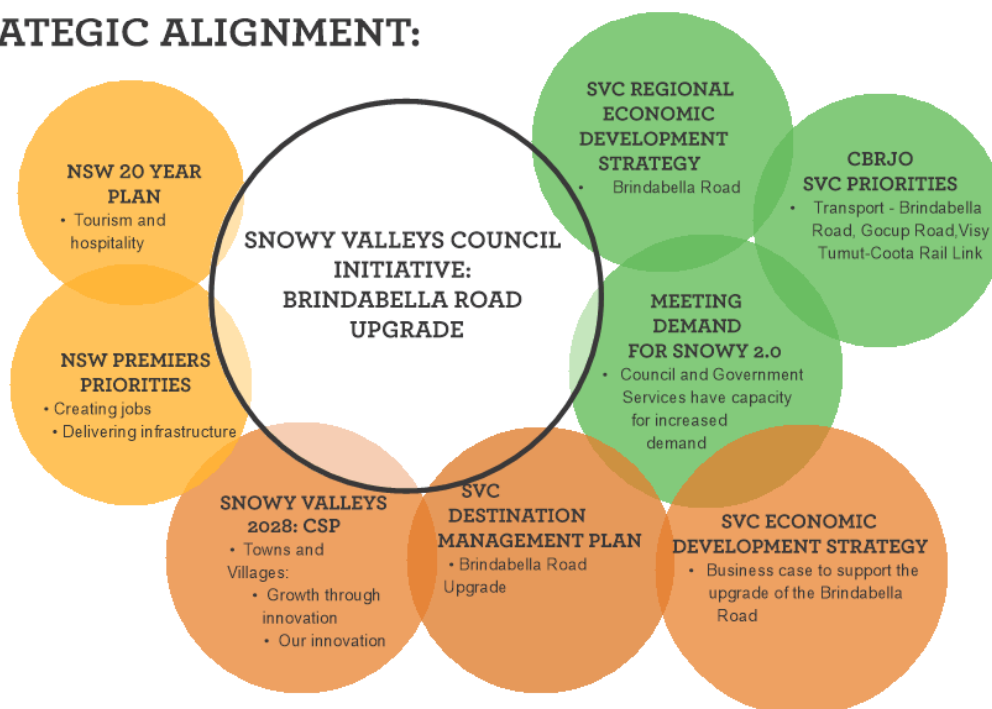 ATEGIC ALIGNMENT:
NSW 20 YEAR
PLAN
• Tourism and
hospitality
NSW PREMIERS
PRIORITIES
• Creating jobs
• Delivering infrastructure
SNOWY VALLEYS COUNCIL
INITIATIVE:
BRINDABELLA ROAD
UPGRADE
SVC REGIONAL
ECONOMIC
DEVELOPMENT
STRATEGY
• Brindabella Road
CBRJO
SVC PRIORITIES
• Transport - Brindabella
Road, Gocup Road,Visy
Tumut-Coota Rail Link
MEETING
DEMAND
FOR SNOWY 2.0
• Council and Government
Services have capacity
for increased
demand
SNOWY VALLEYS
2028: CSP
• Towns and
Villages:
• Growth through
innovation
• Our innovation
SVC
DESTINATION
MANAGEMENT PLAN
• Brindabella Road
Upgrade
SVC ECONOMIC
DEVELOPMENT STRATEGY
• Business case to support the
upgrade of the Brindabella
Road